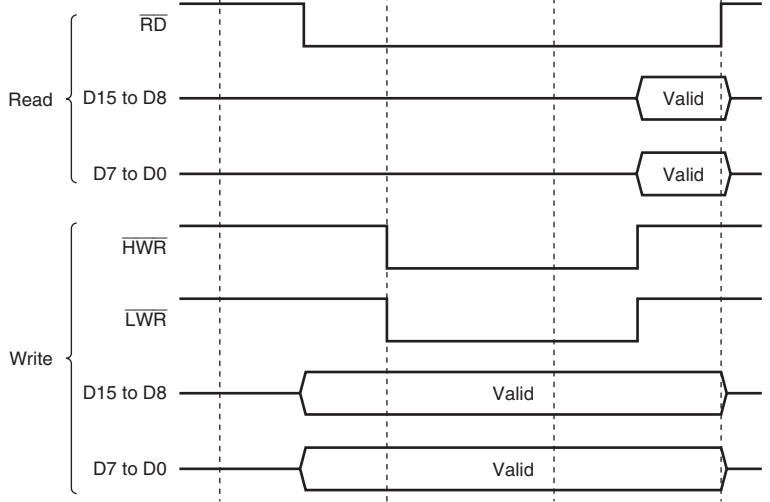 RD
Read
D15 to D8
Valid
D7 to D0
Valid
HWR
LWR
Write
D15 to D8
Valid
D7 to D0
Valid